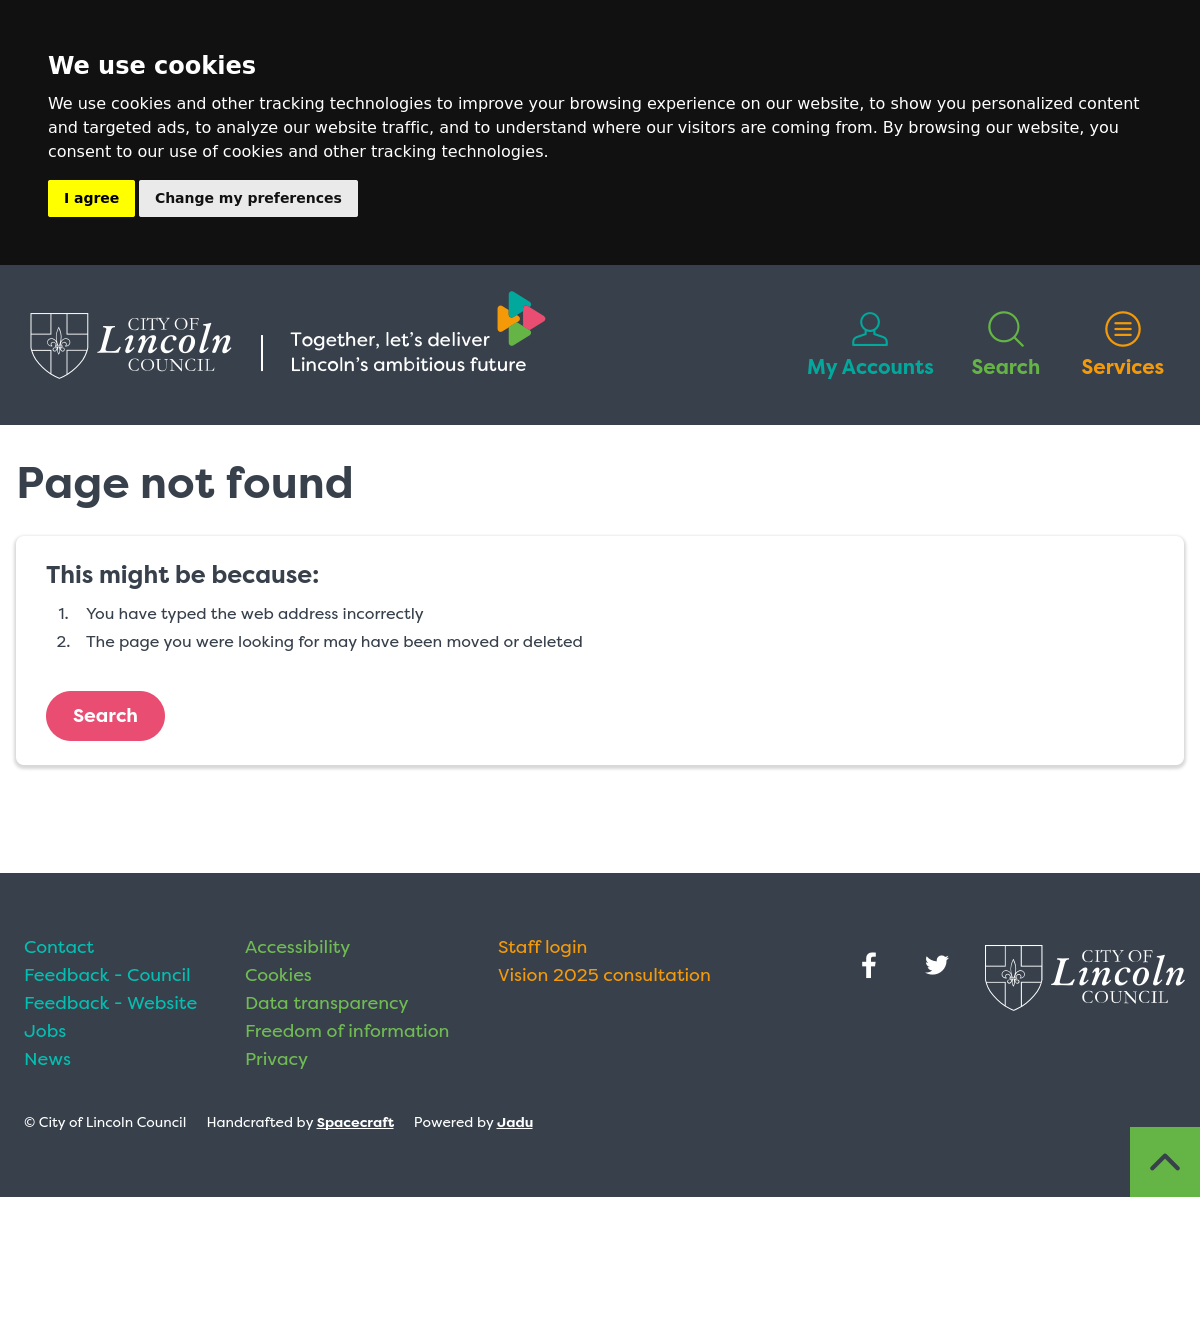 We use cookies
We use cookies and other tracking technologies to improve your browsing experience on our website, to show you personalized content
and targeted ads, to analyze our website traffic, and to understand where our visitors are coming from. By browsing our website, you
consent to our use of cookies and other tracking technologies.
I agree
Change my preferences
CITY OF
Lincoln
COUNCIL
Together, let's deliver
Lincoln's ambitious future
My Accounts
Search
Services
Page not found
This might be because:
1. You have typed the web address incorrectly
2. The page you were looking for may have been moved or deleted
Search
Contact
Feedback - Council
Feedback - Website
Jobs
News
Accessibility
Cookies
Data transparency
Freedom of information
Privacy
Staff login
Vision 2025 consultation
CITY OF
Lincoln
COUNCIL
© City of Lincoln Council Handcrafted by Spacecraft Powered by Jadu